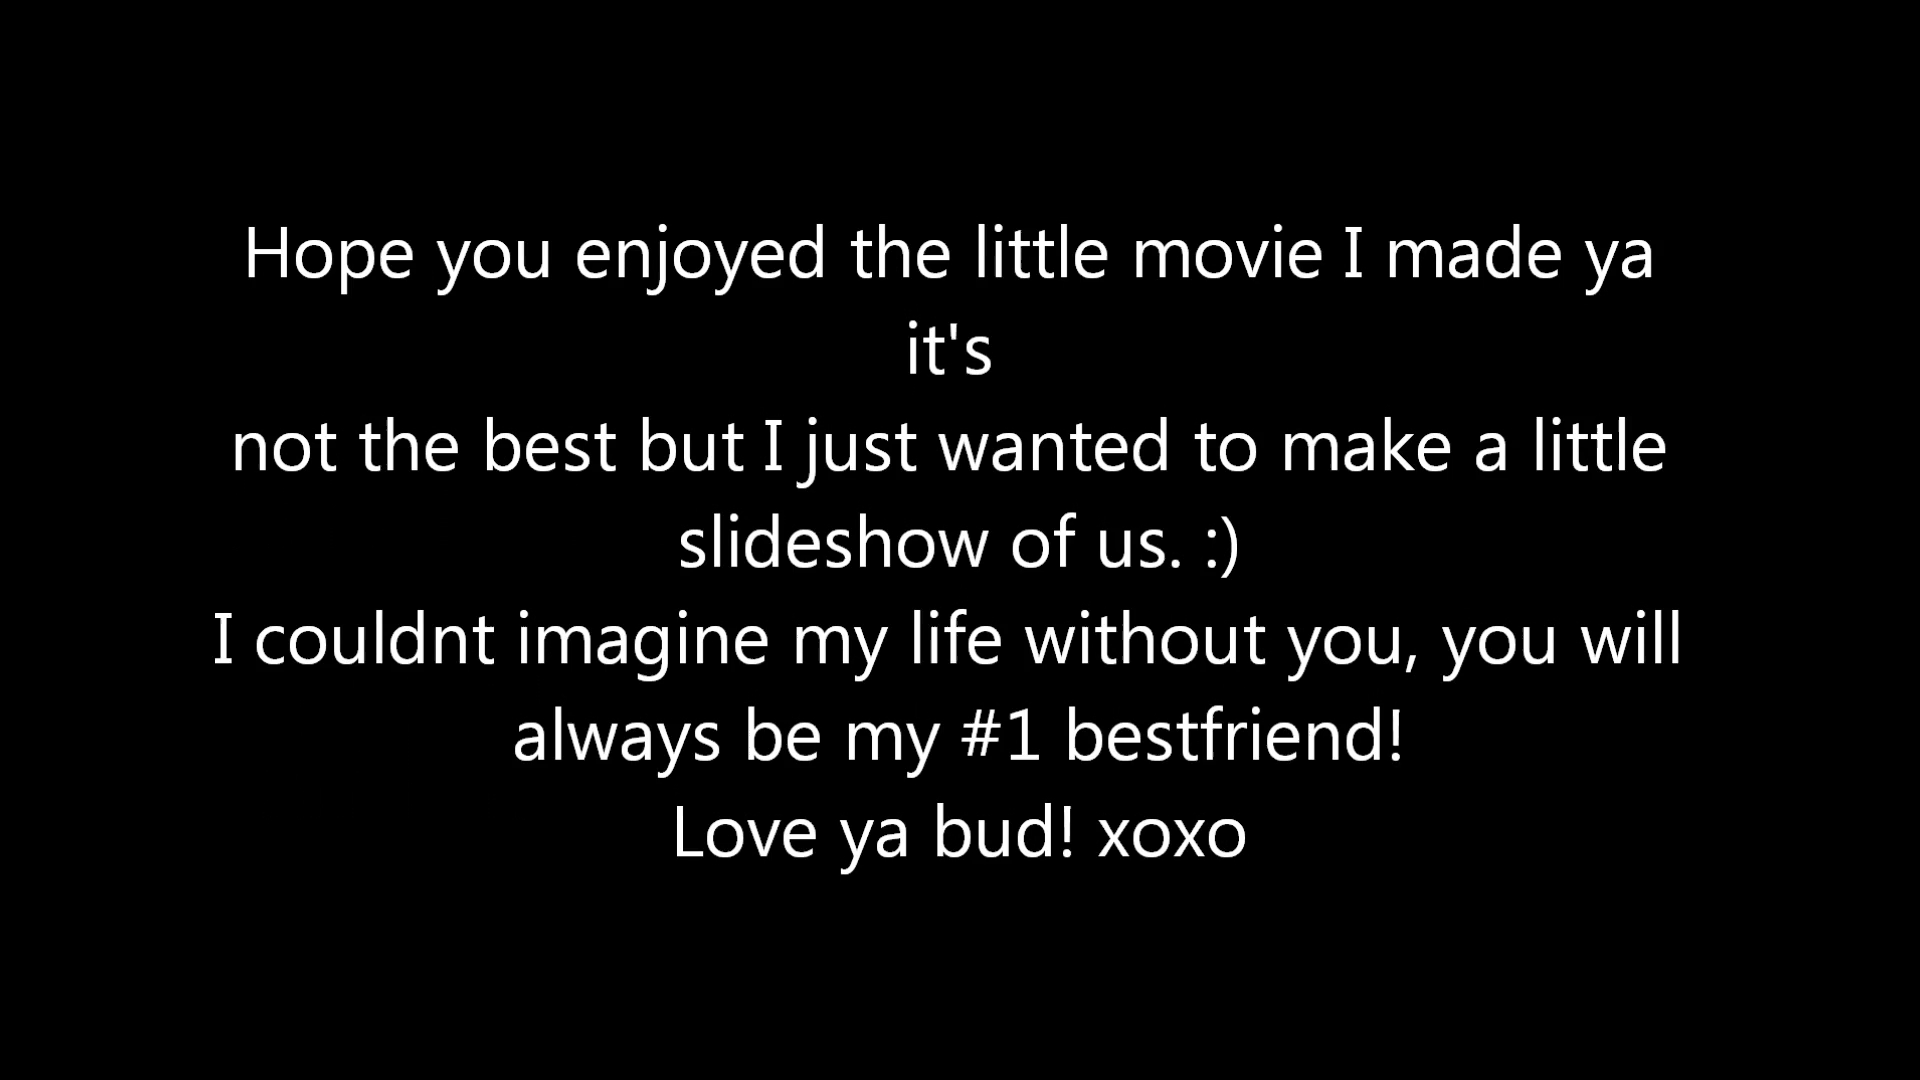 Hope you enjoyed the little movie I made ya
it's
not the best but I just wanted to make a little
slideshow of us. :)
I couldnt imagine my life without you, you will
always be my #1 bestfriend!
Love ya bud! xoxo